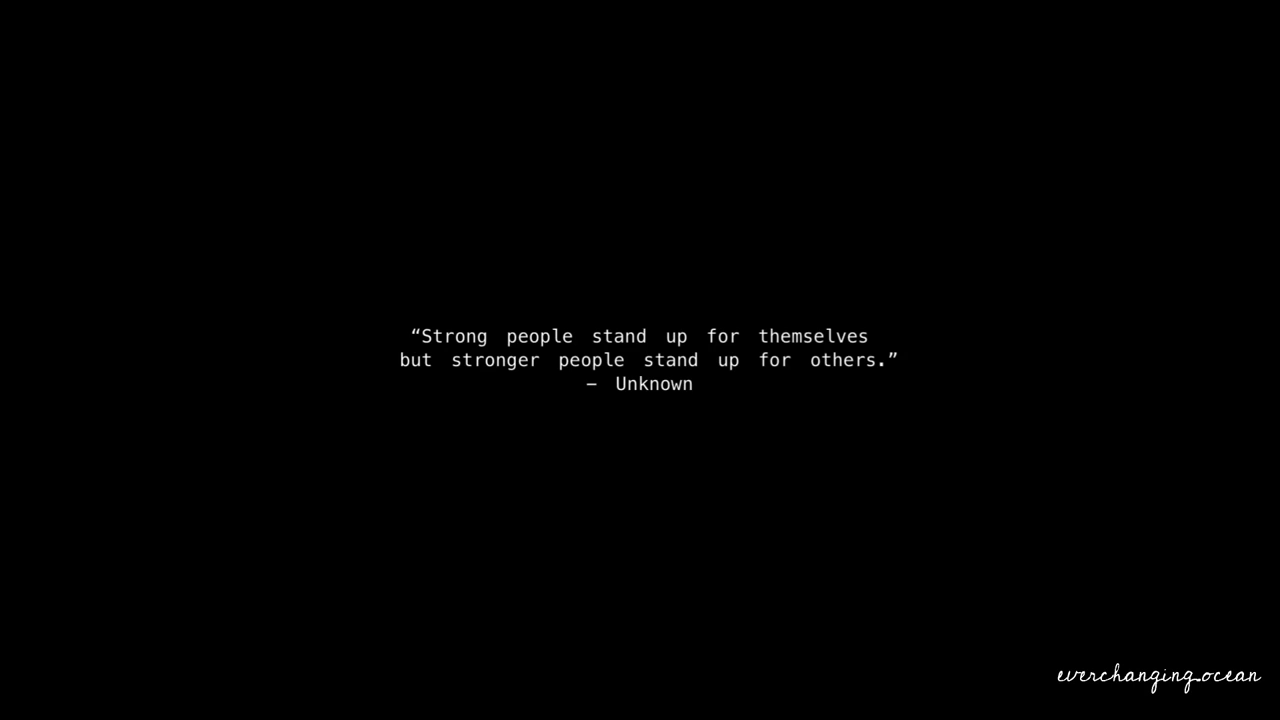 “Strong people stand up for themselves
but stronger people stand up for others.”
– Unknown
everchanging.ocean